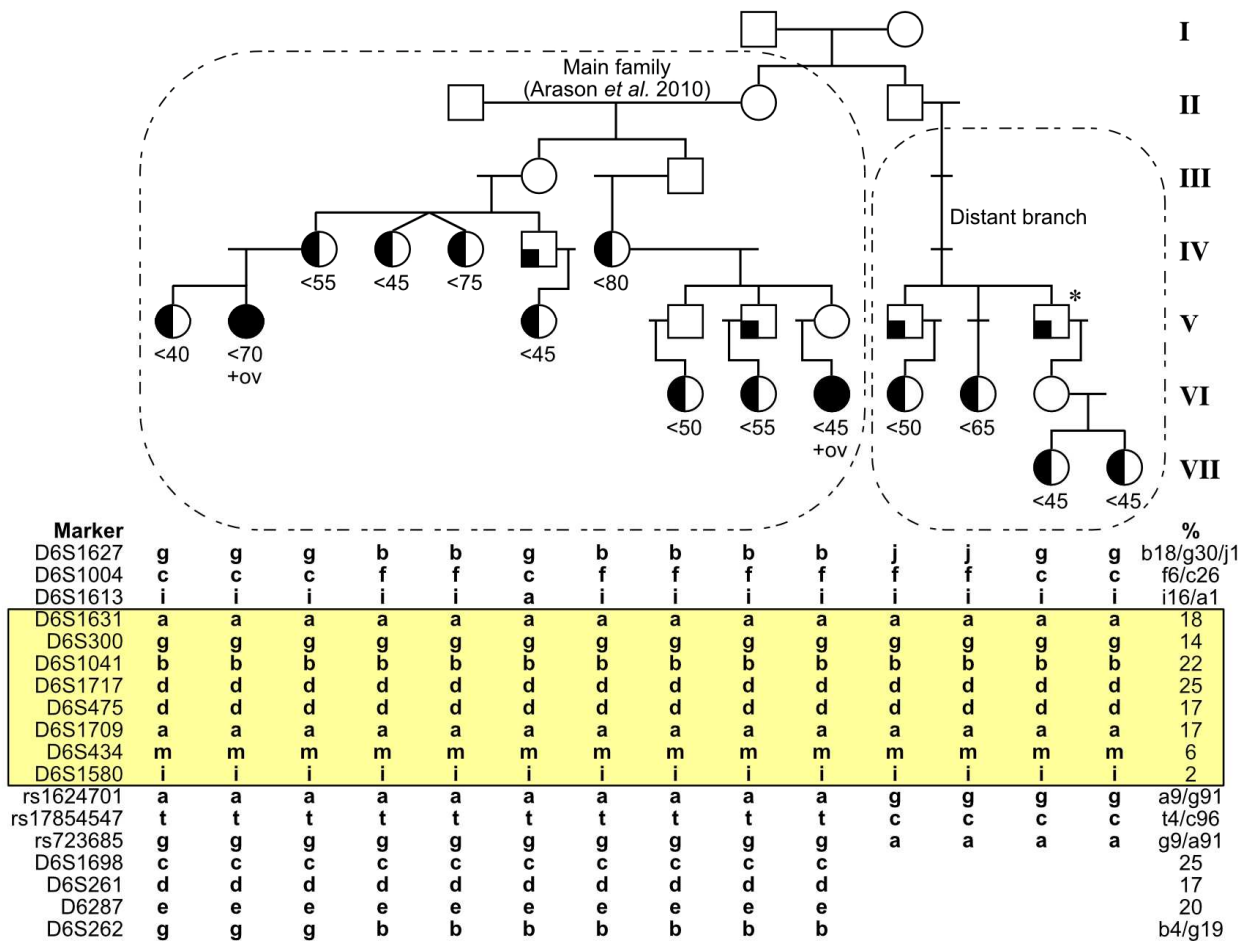 I
Main family
(Arason et al. 2010)
II
III
Distant branch
IV
<55 <45 <75 <80
* V
<40 <70 <45
+ov
VI
<50 <55 <45 <50 <65
+ov
VII
<45 <45
Marker %
D6S1627 g g g b b g b b b b j j g g b18/g30/j1
D6S1004 c c c f f c f f f f f f c c f6/c26
D6S1613 i i i i i a i i i i i i i i i16/a1
D6S1631 a a a a a a a a a a a a a a 18
D6S300 g g g g g g g g g g g g g g 14
D6S1041 b b b b b b b b b b b b b b 22
D6S1717 d d d d d d d d d d d d d d 25
D6S475 d d d d d d d d d d d d d d 17
D6S1709 a a a a a a a a a a a a a a 17
D6S434 m m m m m m m m m m m m m m 6
D6S1580 i i i i i i i i i i i i i i 2
rs1624701 a a a a a a a a a a g g g g a9/g91
rs17854547 t t t t t t t t t t c c c c t4/c96
rs723685 g g g g g g g g g g a a a a g9/a91
D6S1698 c c c c c c c c c c 25
D6S261 d d d d d d d d d d 17
D6287 e e e e e e e e e e 20
D6S262 g g g b b b b b b b b4/g19